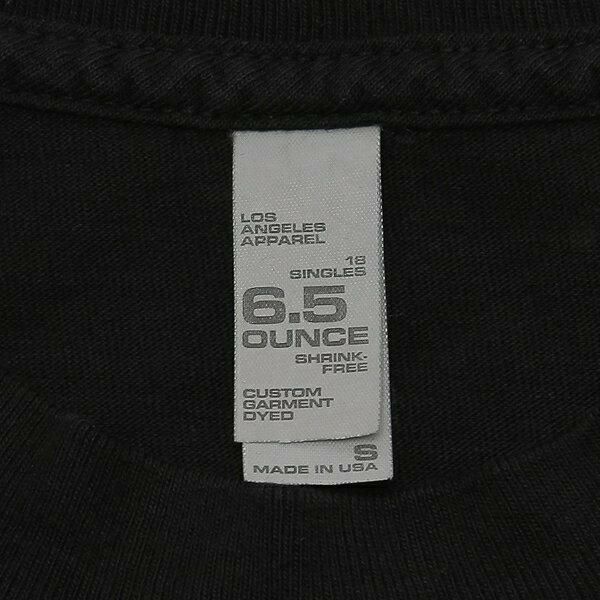 LOS
ANGELES
APPAREL
18
SINGLES
6.5
OUNCE
SHRINK-
FREE
CUSTOM
GARMENT
DYED
S
MADE IN USA